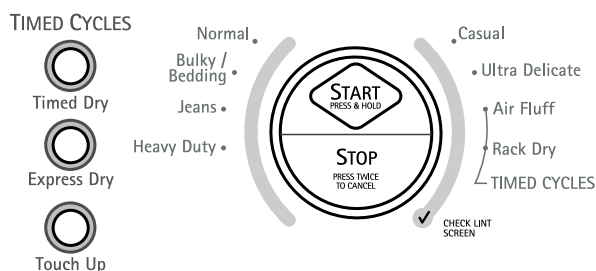 TIMED CYCLES
Timed Dry
Express Dry
Touch Up
Normal
Bulky /
Bedding
Jeans
Heavy Duty
START
PRESS & HOLD
STOP
PRESS TWICE
TO CANCEL
Casual
Ultra Delicate
Air Fluff
Rack Dry
TIMED CYCLES
CHECK LINT
SCREEN